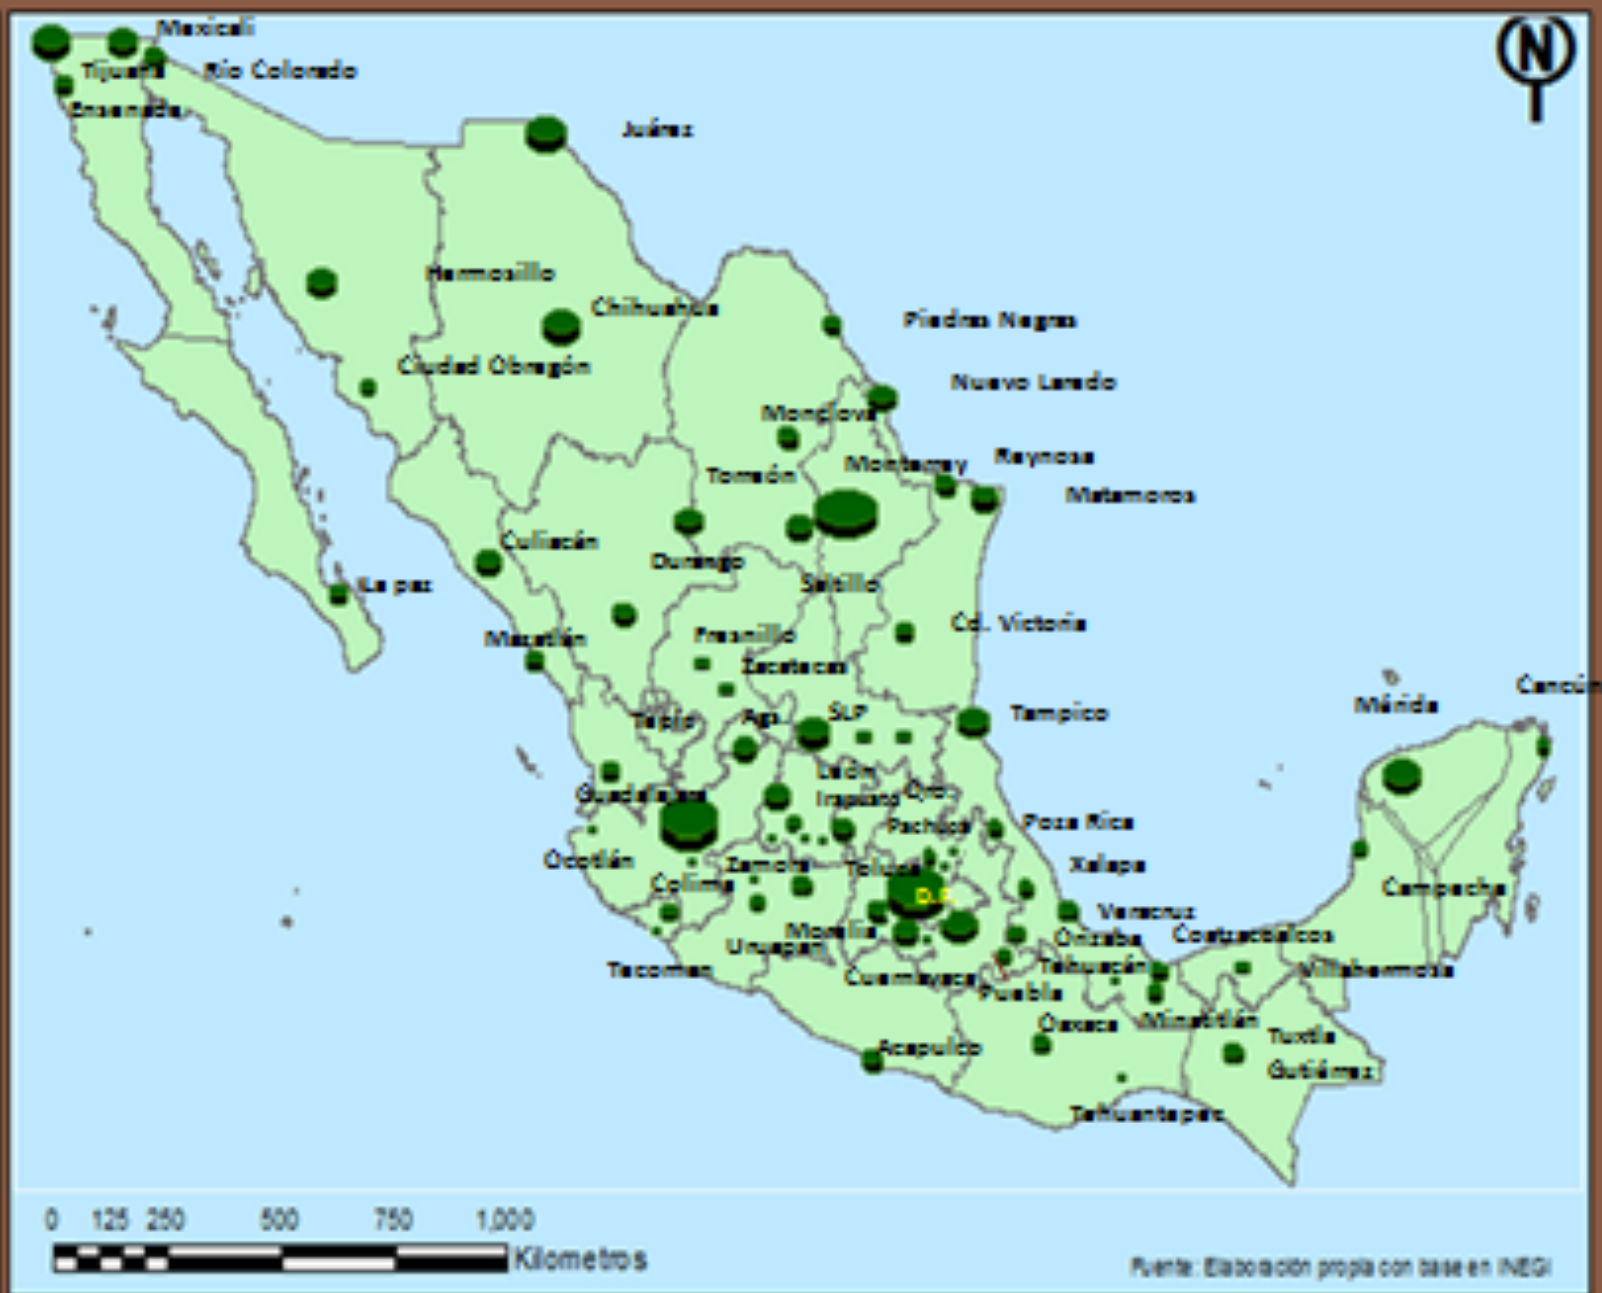 Mexicali
N
Tijuana
Río Colorado
Ensenada
Juárez
Hermosillo
Chihuahua
Piedras Negras
Ciudad Obregón
Nuevo Laredo
Monclova
Torreón
Monterrey
Reynosa
Matamoros
Culiacán
Durango
Saltillo
La paz
Mazatlán
Fresnillo
Cd. Victoria
Zacatecas
Cancún
Mérida
Tepic
Ags.
SLP
Tampico
León
Guadalajara
Irapuato
Qro.
Pachuca
Poza Rica
Ocotlán
Zamora
Toluca
Xalapa
Colima
D.F.
Campeche
Veracruz
Morelia
Uruapan
Orizaba
Coatzacoalcos
Tecoman
Cuernavaca
Tehuacán
Villahermosa
Puebla
Oaxaca
Minatitlán
Tuxtla
Gutiérrez
Acapulco
Tehuantepec
0 125 250 500 750 1,000
Kilometros
Fuente: Elaboración propia con base en INEGI